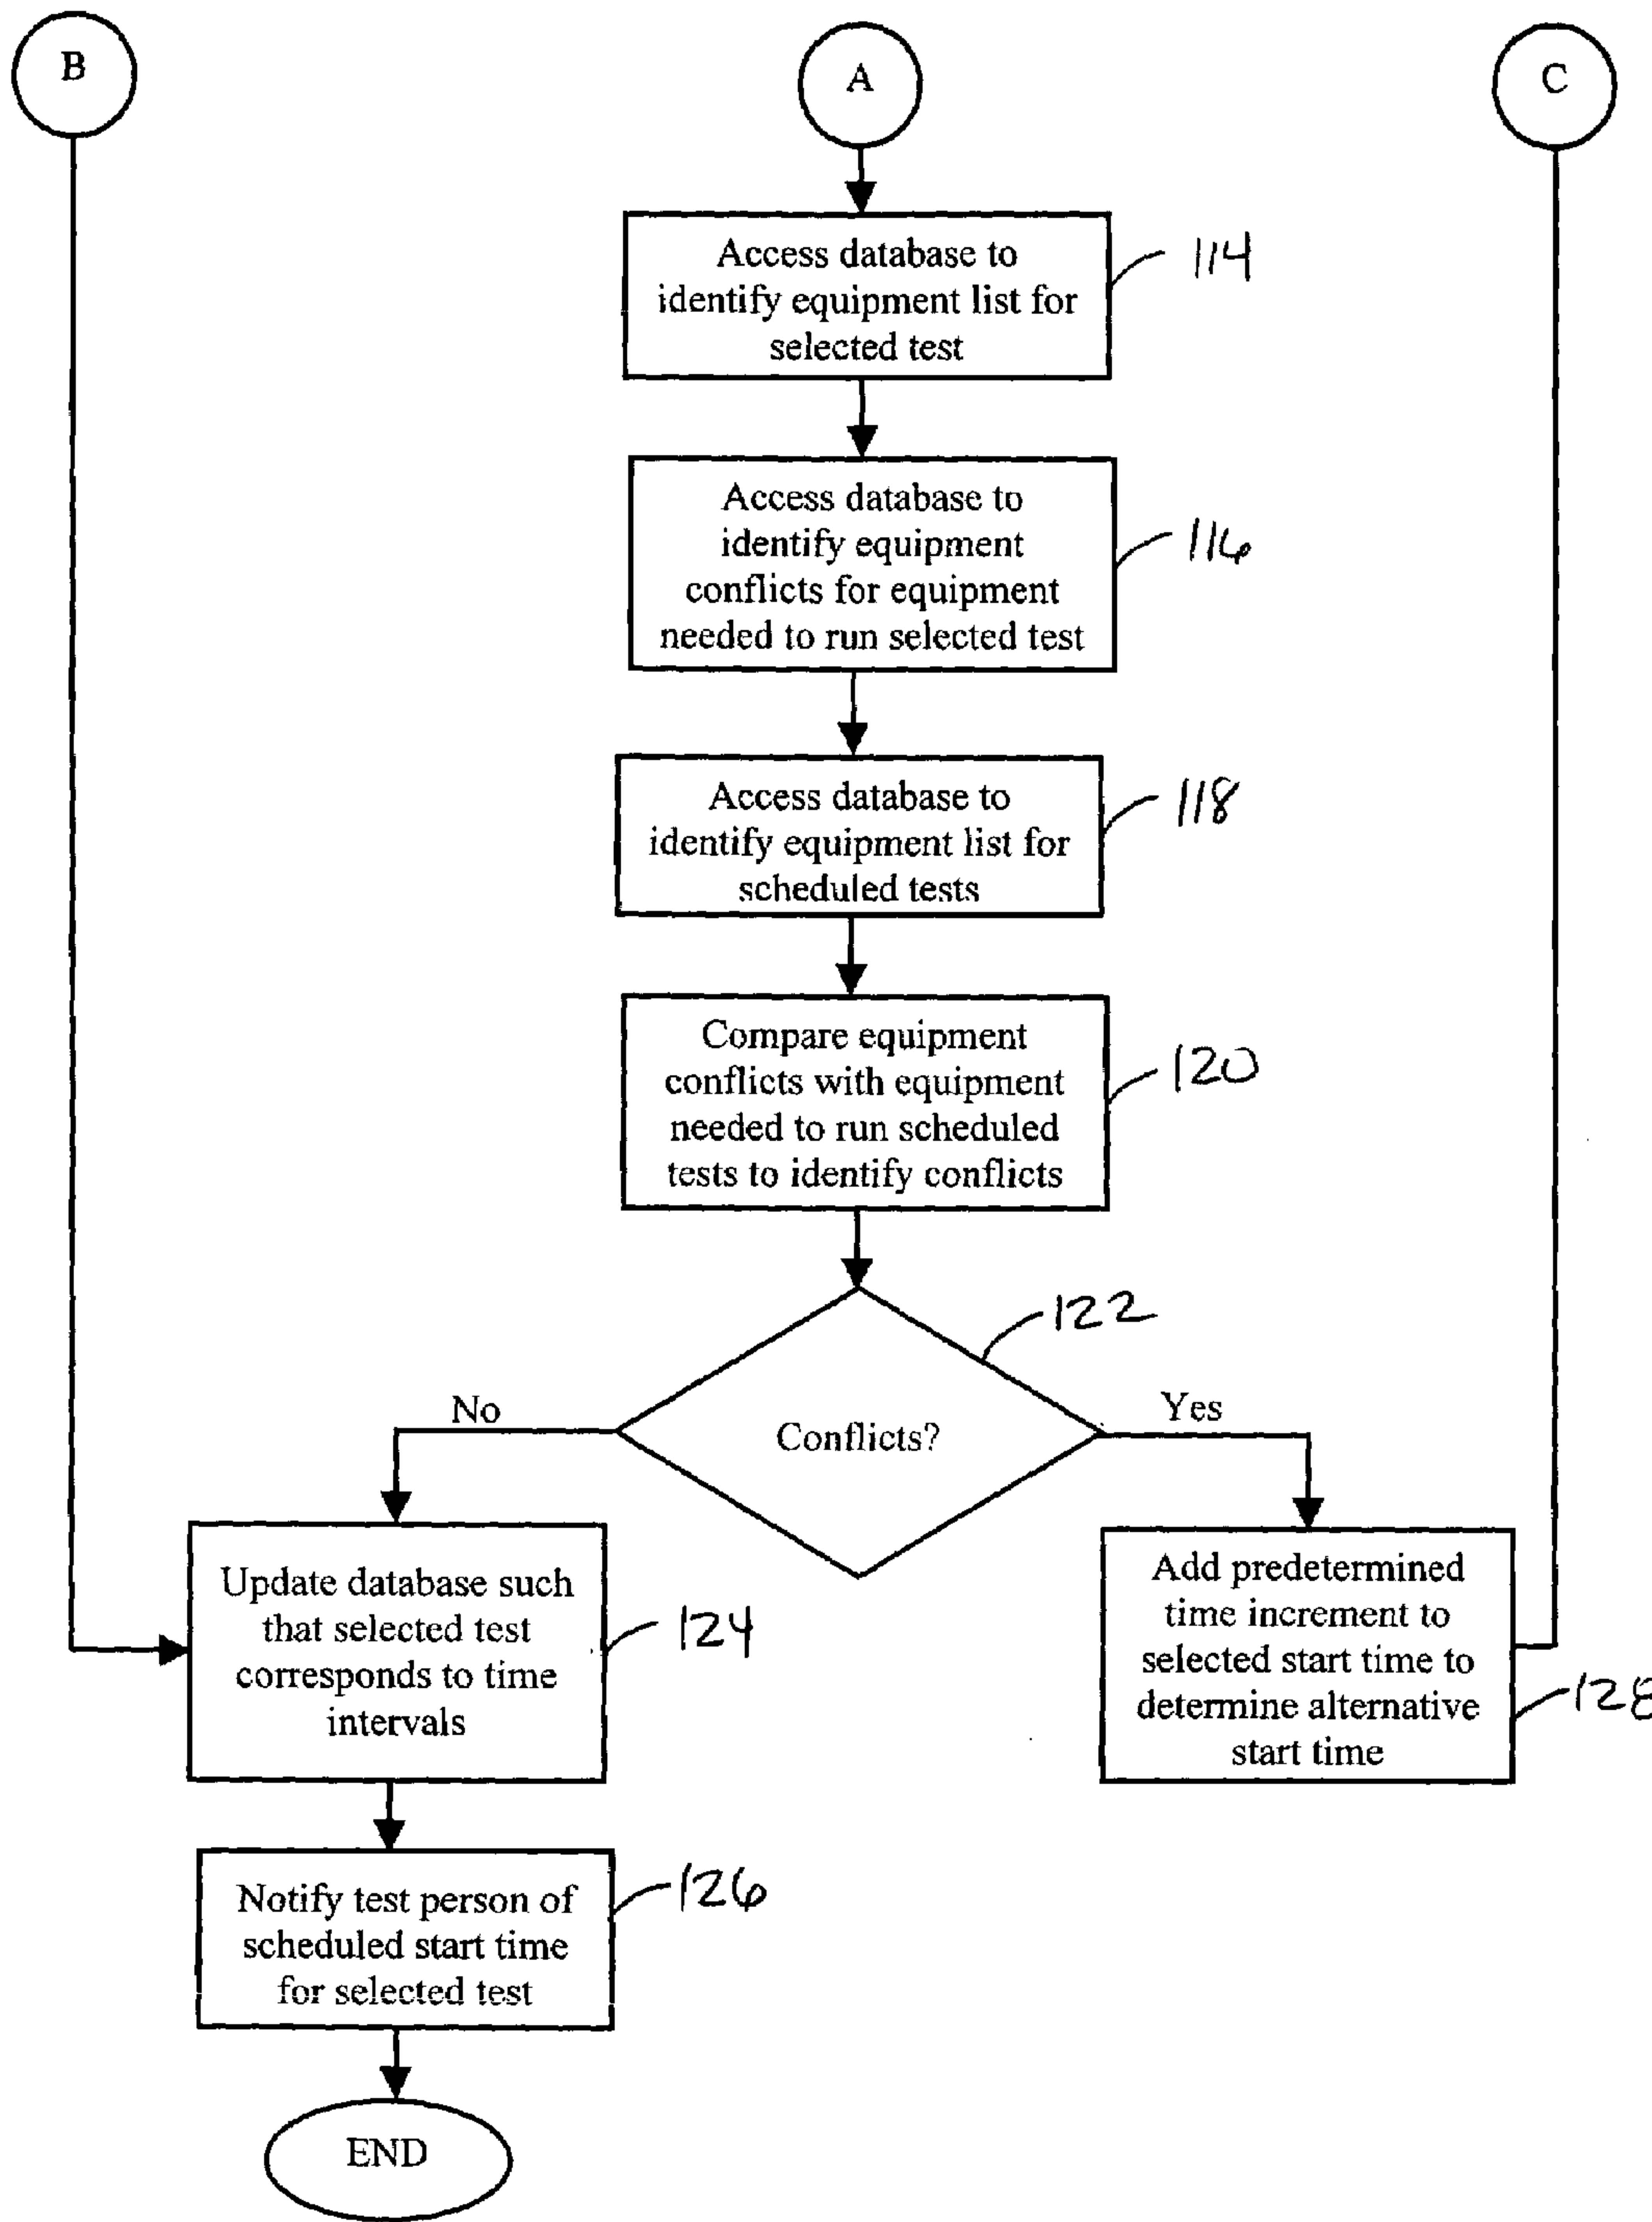 B
A
C
Access database to
identify equipment list for
selected test
114
Access database to
identify equipment
conflicts for equipment
needed to run selected test
116
Access database to
identify equipment list for
scheduled tests
118
Compare equipment
conflicts with equipment
needed to run scheduled
tests to identify conflicts
120
122
No
Conflicts?
Yes
Update database such
that selected test
corresponds to time
intervals
124
Add predetermined
time increment to
selected start time to
determine alternative
start time
128
Notify test person of
scheduled start time
for selected test
126
END